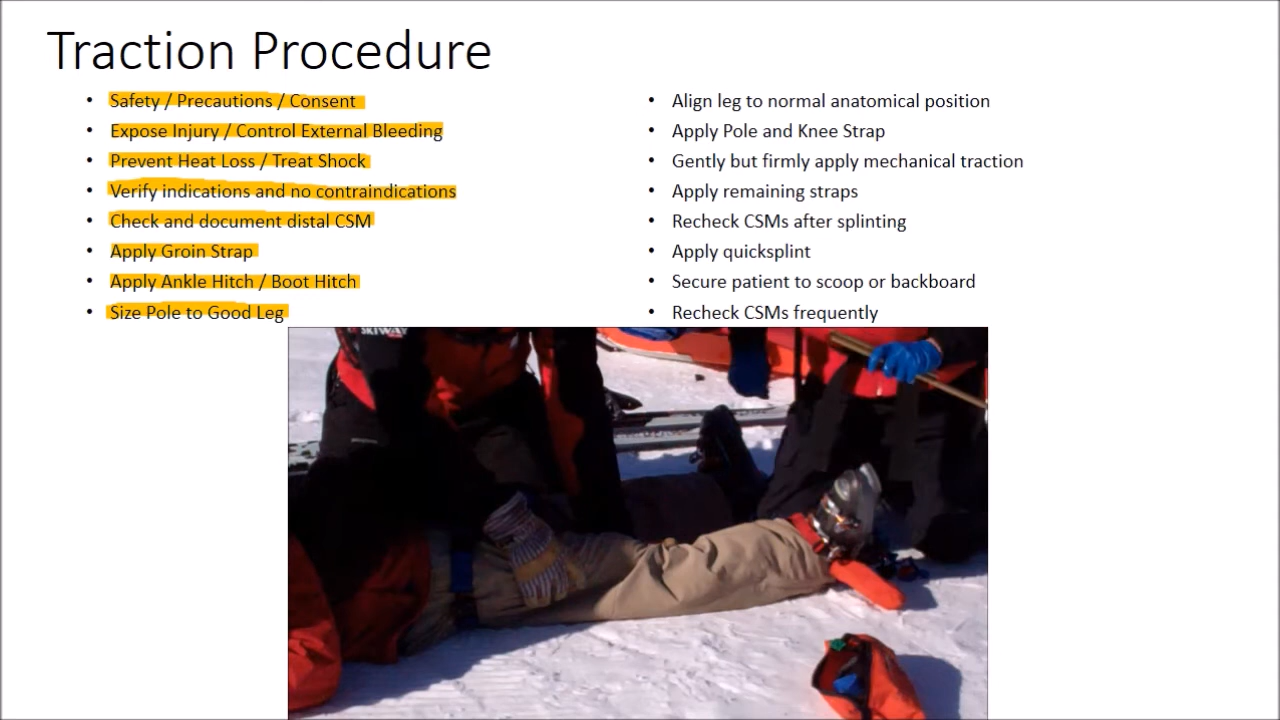 Traction Procedure
• Safety / Precautions / Consent
• Expose Injury / Control External Bleeding
• Prevent Heat Loss / Treat Shock
• Verify indications and no contraindications
• Check and document distal CSM
• Apply Groin Strap
• Apply Ankle Hitch / Boot Hitch
• Size Pole to Good Leg
• Align leg to normal anatomical position
• Apply Pole and Knee Strap
• Gently but firmly apply mechanical traction
• Apply remaining straps
• Recheck CSMs after splinting
• Apply quicksplint
• Secure patient to scoop or backboard
• Recheck CSMs frequently
SKIWAY